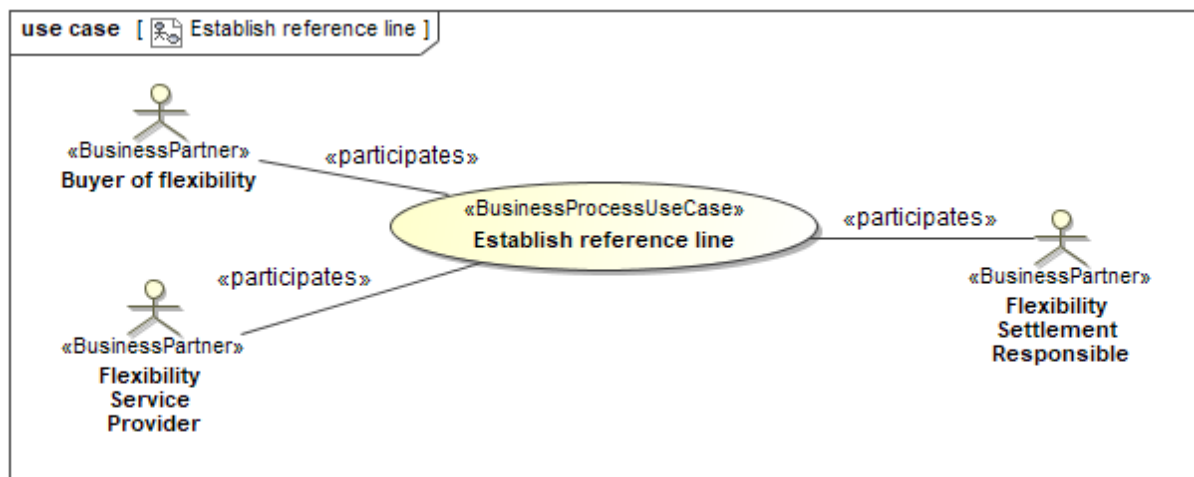 use case [ Establish reference line ]
«BusinessPartner»
Buyer of flexibility
«participates»
«BusinessProcessUseCase»
Establish reference line
«participates»
«BusinessPartner»
Flexibility
Settlement
Responsible
«participates»
«BusinessPartner»
Flexibility
Service
Provider